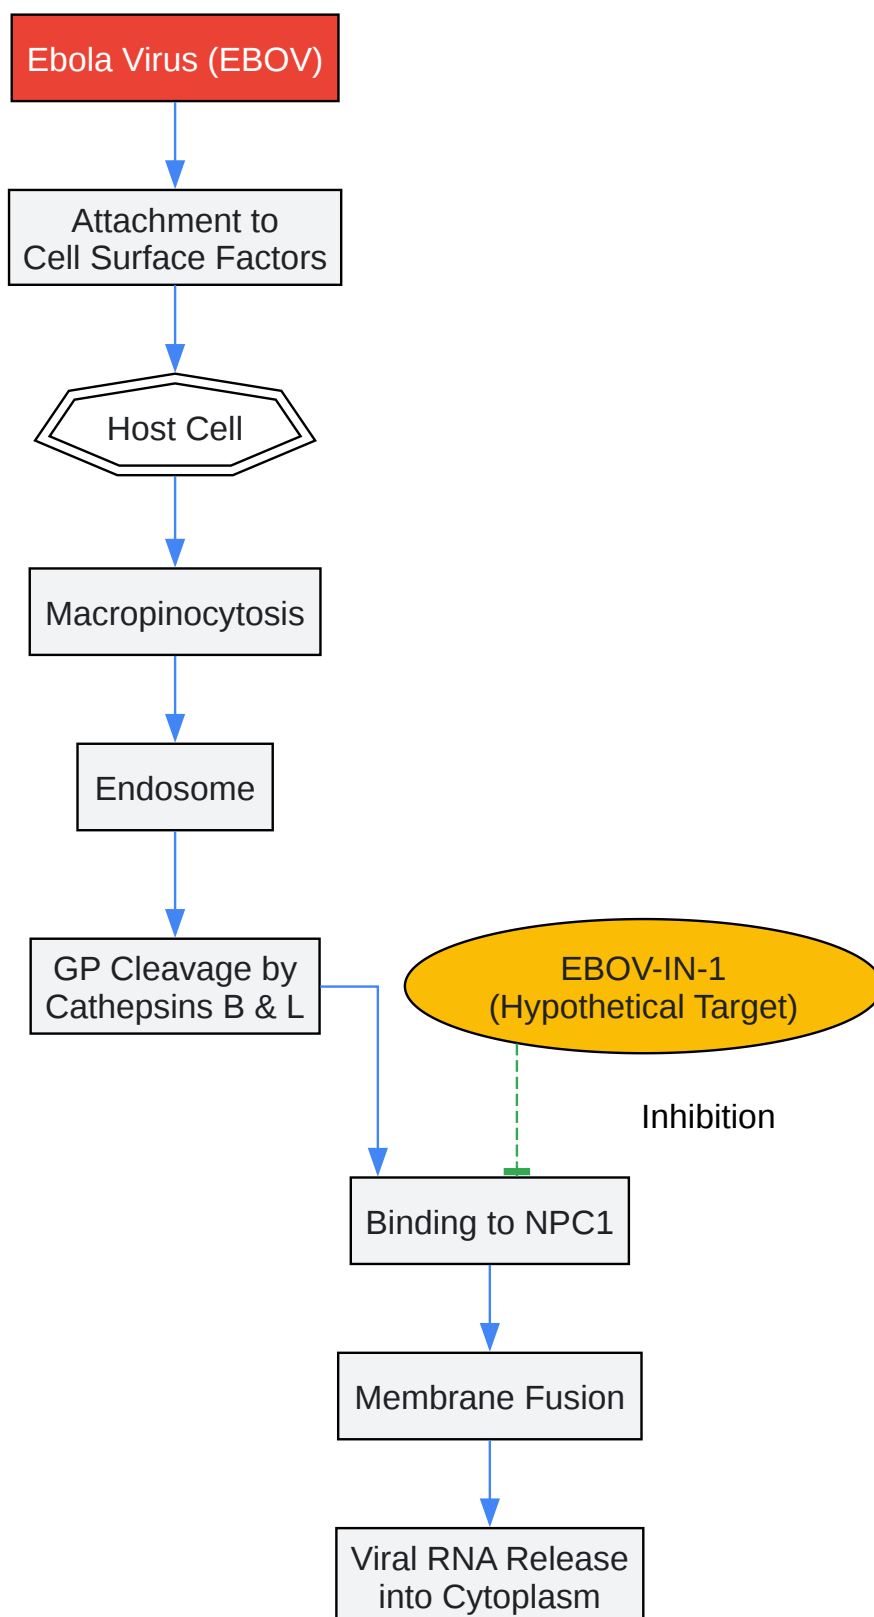 Ebola Virus (EBOV)
Attachment to
Cell Surface Factors
Host Cell
Macropinocytosis
Endosome
GP Cleavage by
Cathepsins B & L
EBOV-IN-1
(Hypothetical Target)
Inhibition
Binding to NPC1
Membrane Fusion
Viral RNA Release
into Cytoplasm